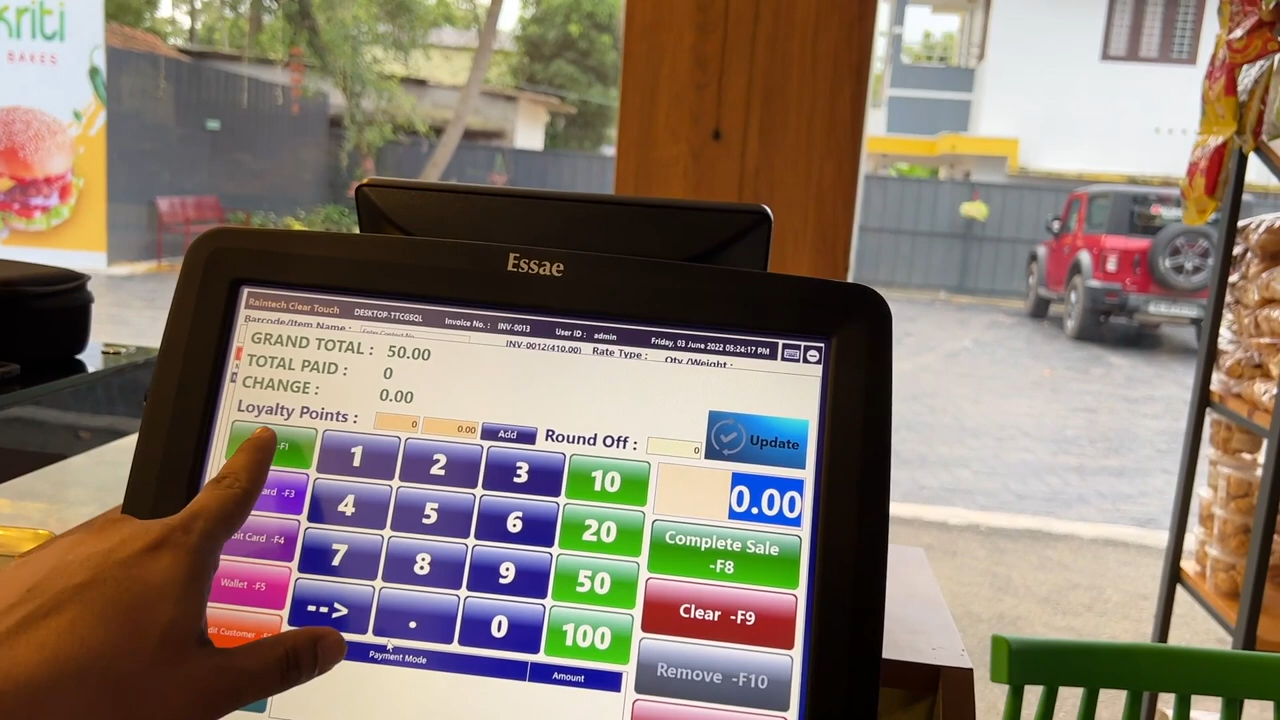 kriti
BAKES
Essae
Raintech Clear Touch DESKTOP-TTCGSQL Invoice No. : INV-0013 User ID : admin Friday, 03 June 2022 05:24:17 PM
Barcode/Item Name : INV-0012(410.00) Rate Type : Qty /Weight :
GRAND TOTAL : 50.00
TOTAL PAID : 0
CHANGE : 0.00
Loyalty Points : 0 0.00 Add Round Off : 0 Update
-F1 1 2 3 10 0.00
ard -F3 4 5 6 20 Complete Sale
-F8
bit Card -F4 7 8 9 50 Clear -F9
Wallet -F5 --> . 0 100 Remove -F10
dit Customer
Payment Mode Amount